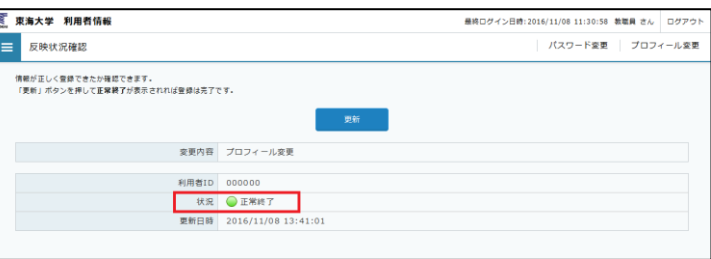 東海大学 利用者情報
最終ログイン日時:2016/11/08 11:30:58 教職員 さん ログアウト
反映状況確認
パスワード変更 プロフィール変更
情報が正しく登録できたか確認できます。
「更新」ボタンを押して正常終了が表示されれば登録は完了です。
更新
変更内容 プロフィール変更
利用者ID 000000
状況 正常終了
更新日時 2016/11/08 13:41:01